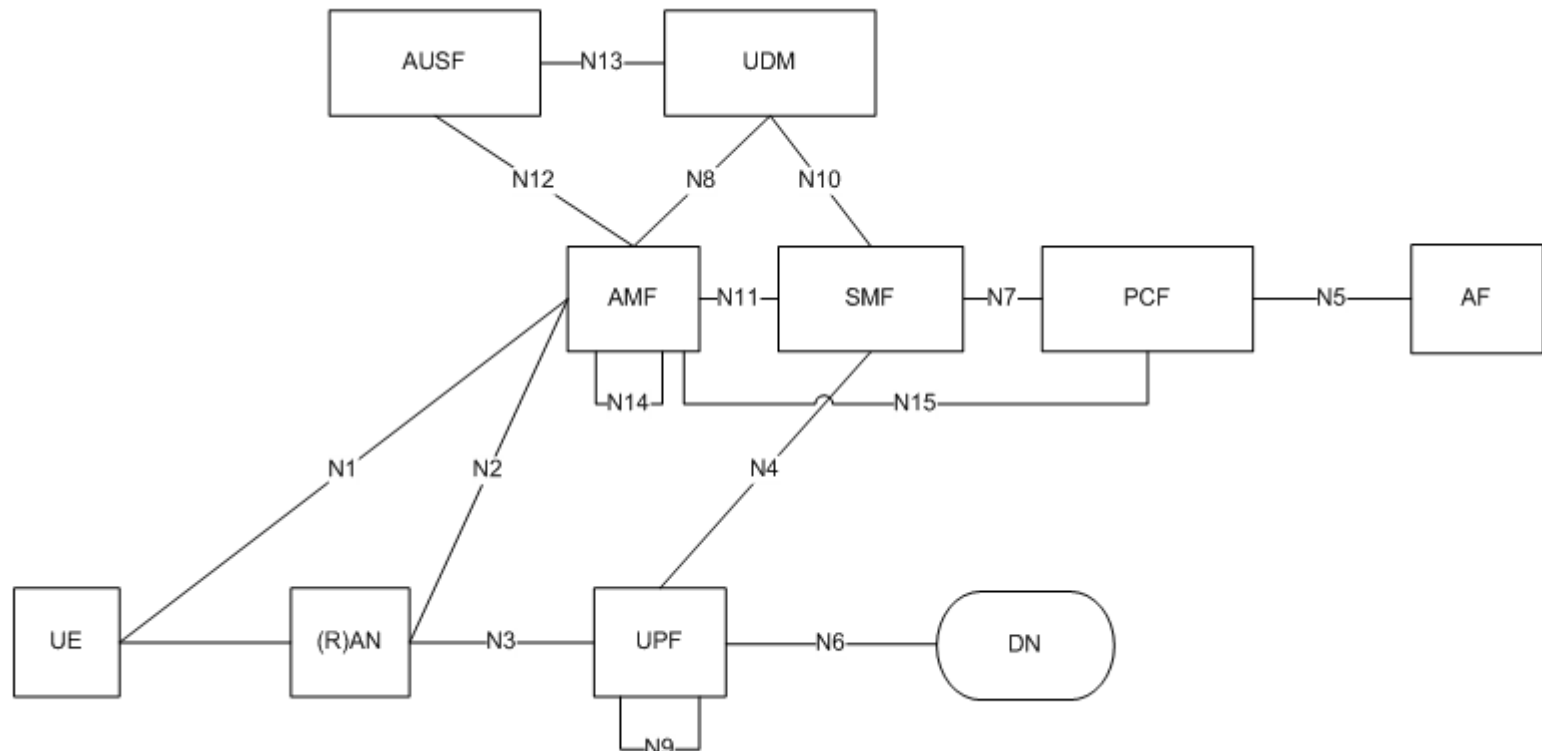 AUSF N13 UDM
N12 N8 N10
AMF N11 SMF N7 PCF N5 AF
N14 N15
N1 N2 N4
UE (R)AN N3 UPF N6 DN
N9